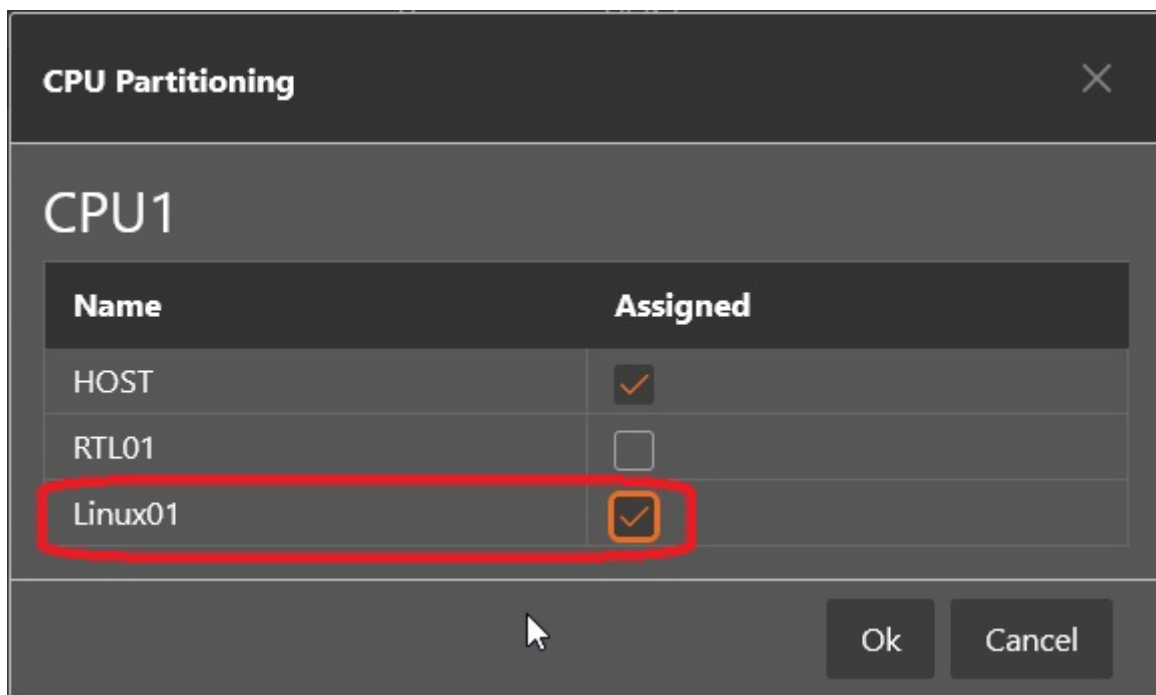 CPU Partitioning
CPU1
Name Assigned
HOST
RTL01
Linux01
Ok Cancel